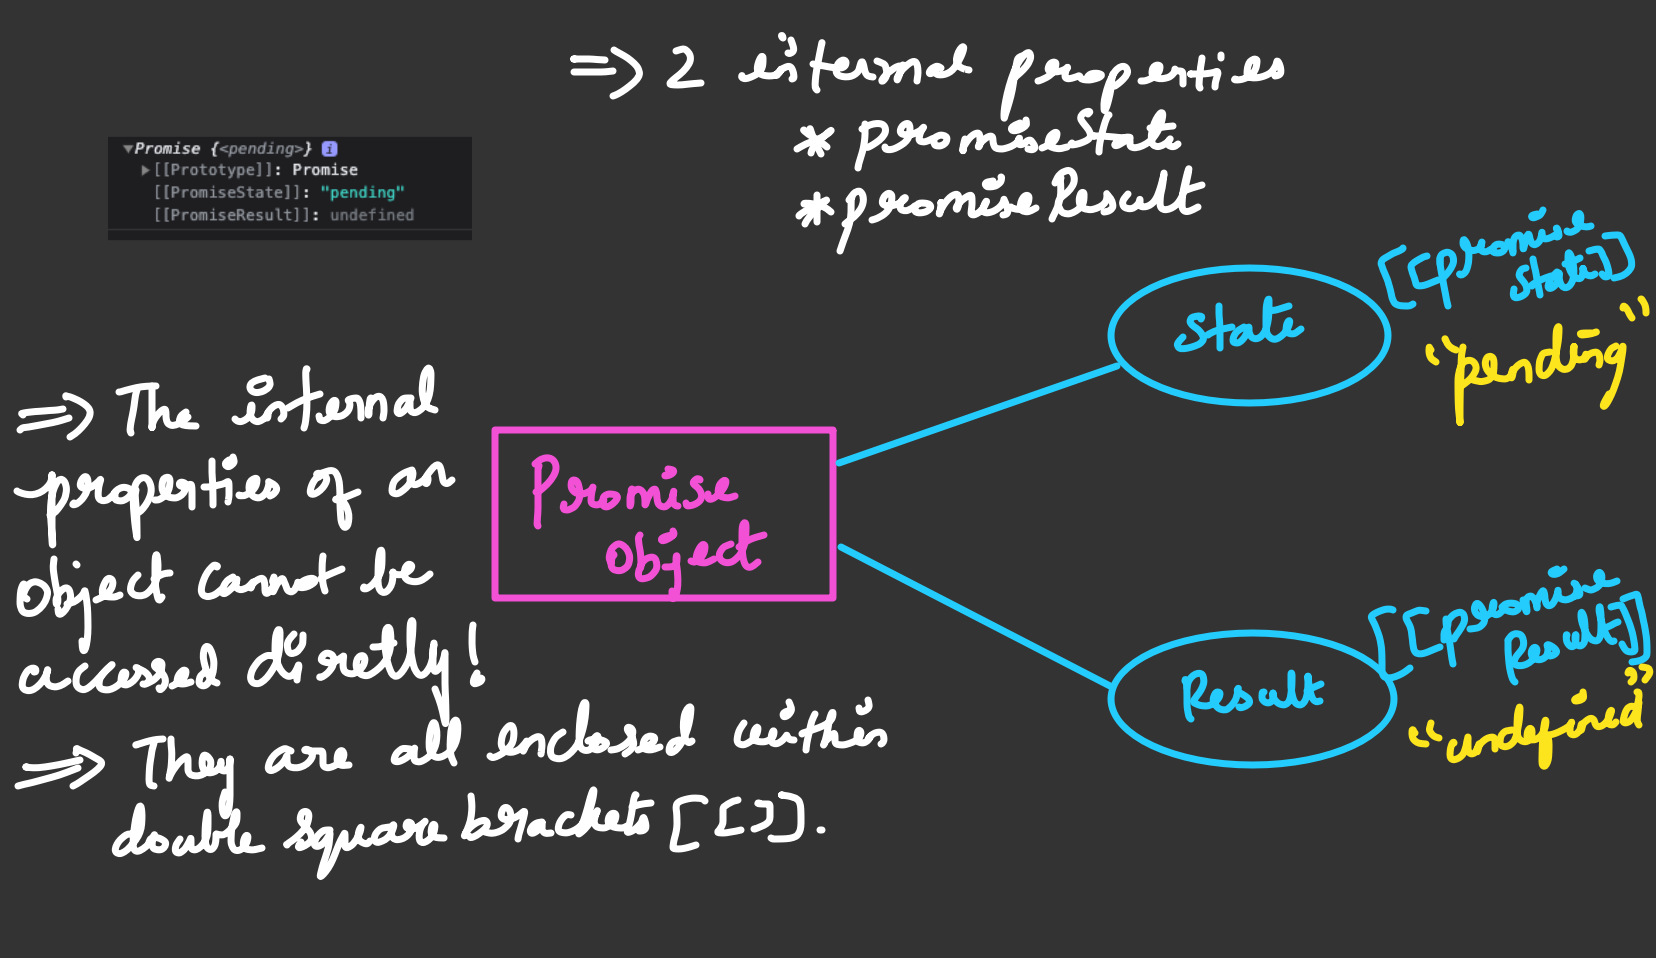 => 2 internal properties
* promiseState
* promiseResult
▼Promise {<pending>} i
▶[[Prototype]]: Promise
[[PromiseState]]: "pending"
[[PromiseResult]]: undefined
State
[[promise
state]]
"pending"
=> The internal
properties of an
object cannot be
accessed diretly!
=> They are all enclosed within
double square brackets [[]].
Promise
object
Result
[[promise
Result]]
"undefined"